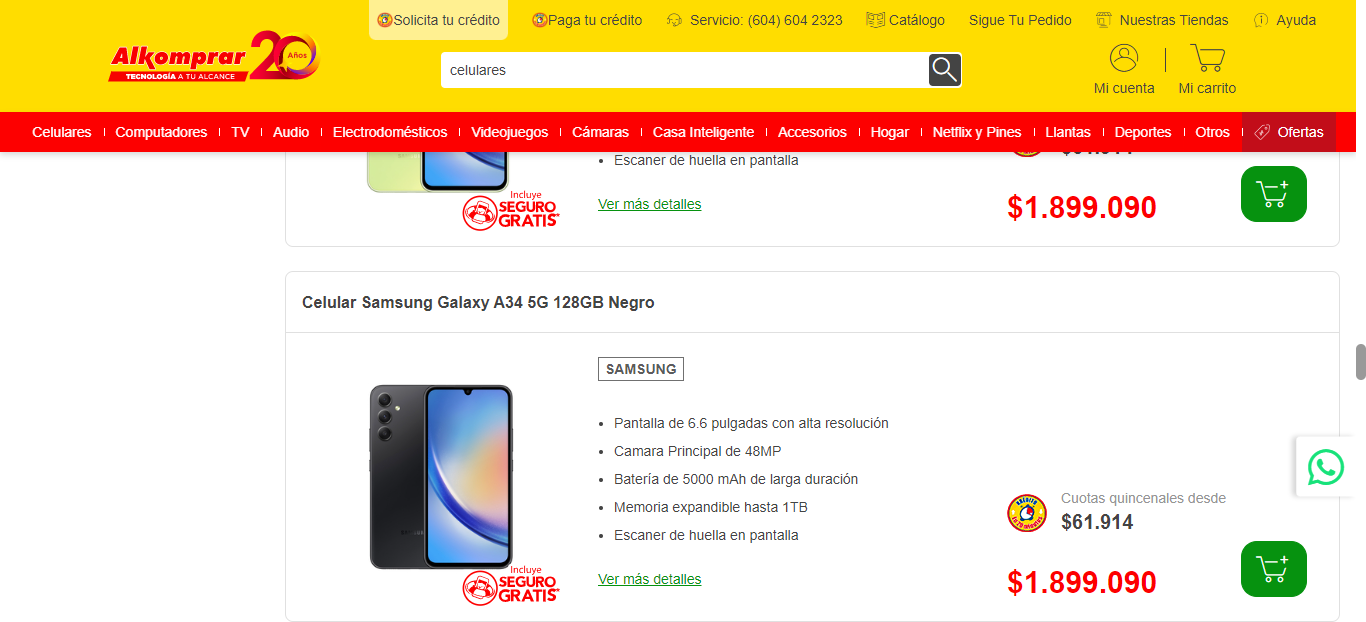 Solicita tu crédito
Paga tu crédito
Servicio: (604) 604 2323
Catálogo
Sigue Tu Pedido
Nuestras Tiendas
Ayuda
Alkomprar 20 Años
TECNOLOGÍA A TU ALCANCE
celulares
Mi cuenta
Mi carrito
Celulares
Computadores
TV
Audio
Electrodomésticos
Videojuegos
Cámaras
Casa Inteligente
Accesorios
Hogar
Netflix y Pines
Llantas
Deportes
Otros
Ofertas
• Escaner de huella en pantalla
Incluye
SEGURO
GRATIS*
Ver más detalles
$1.899.090
Celular Samsung Galaxy A34 5G 128GB Negro
SAMSUNG
• Pantalla de 6.6 pulgadas con alta resolución
• Camara Principal de 48MP
• Batería de 5000 mAh de larga duración
• Memoria expandible hasta 1TB
• Escaner de huella en pantalla
Cuotas quincenales desde
$61.914
Incluye
SEGURO
GRATIS*
Ver más detalles
$1.899.090